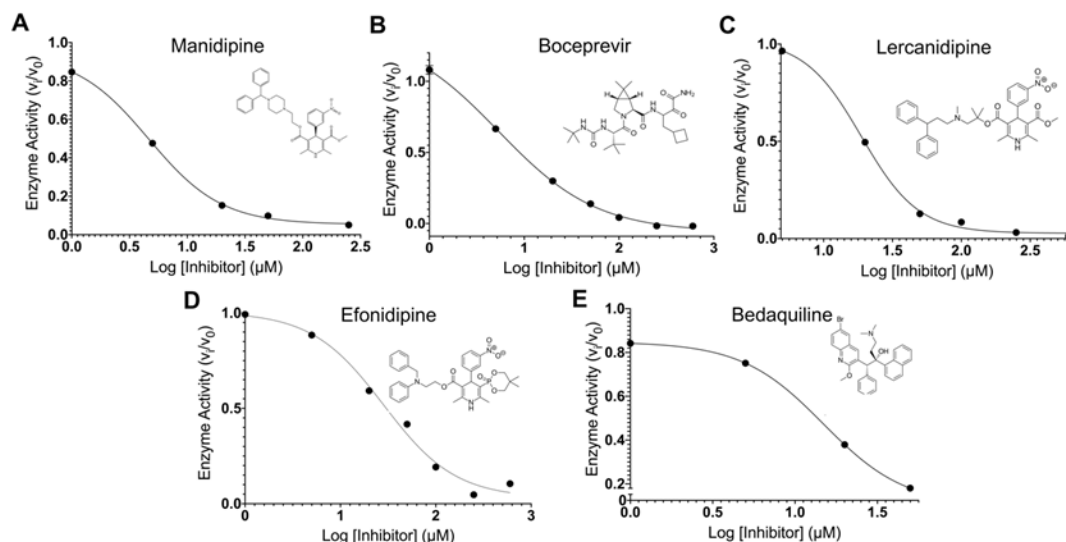 A
Manidipine
Enzyme Activity (vi/v0)
1.0
0.8
0.6
0.4
0.2
0.0
0.0 0.5 1.0 1.5 2.0 2.5
Log [Inhibitor] (µM)
B
Boceprevir
Enzyme Activity (vi/v0)
1.0
0.5
0.0
0 1 2 3
Log [Inhibitor] (µM)
NH2
O
H
N
O
N
O
H
N
H
N
O
C
Lercanidipine
Enzyme Activity (vi/v0)
1.0
0.5
0.0
1.0 1.5 2.0 2.5
Log [Inhibitor] (µM)
O
N⊕
O⊖
N
O
O
O
O
N
H
D
Efonidipine
Enzyme Activity (vi/v0)
1.0
0.5
0.0
0 1 2 3
Log [Inhibitor] (µM)
O
N⊕
O⊖
N
O
O
O
O
N
H
E
Bedaquiline
Enzyme Activity (vi/v0)
1.0
0.8
0.6
0.4
0.2
0
0.0 0.5 1.0 1.5
Log [Inhibitor] (µM)
Br
N
OH
N
O